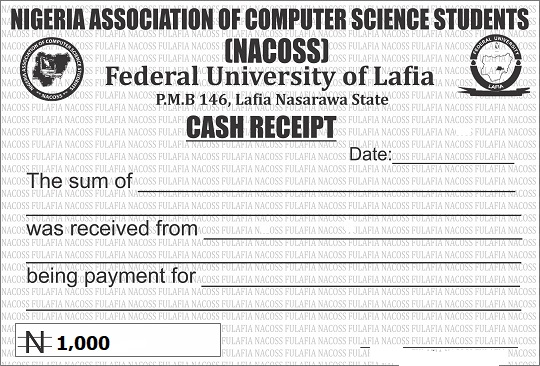 NIGERIA ASSOCIATION OF COMPUTER SCIENCE STUDENTS
(NACOSS)
Federal University of Lafia
P.M.B 146, Lafia Nasarawa State
CASH RECEIPT
Date:
The sum of
was received from
being payment for
₦ 1,000